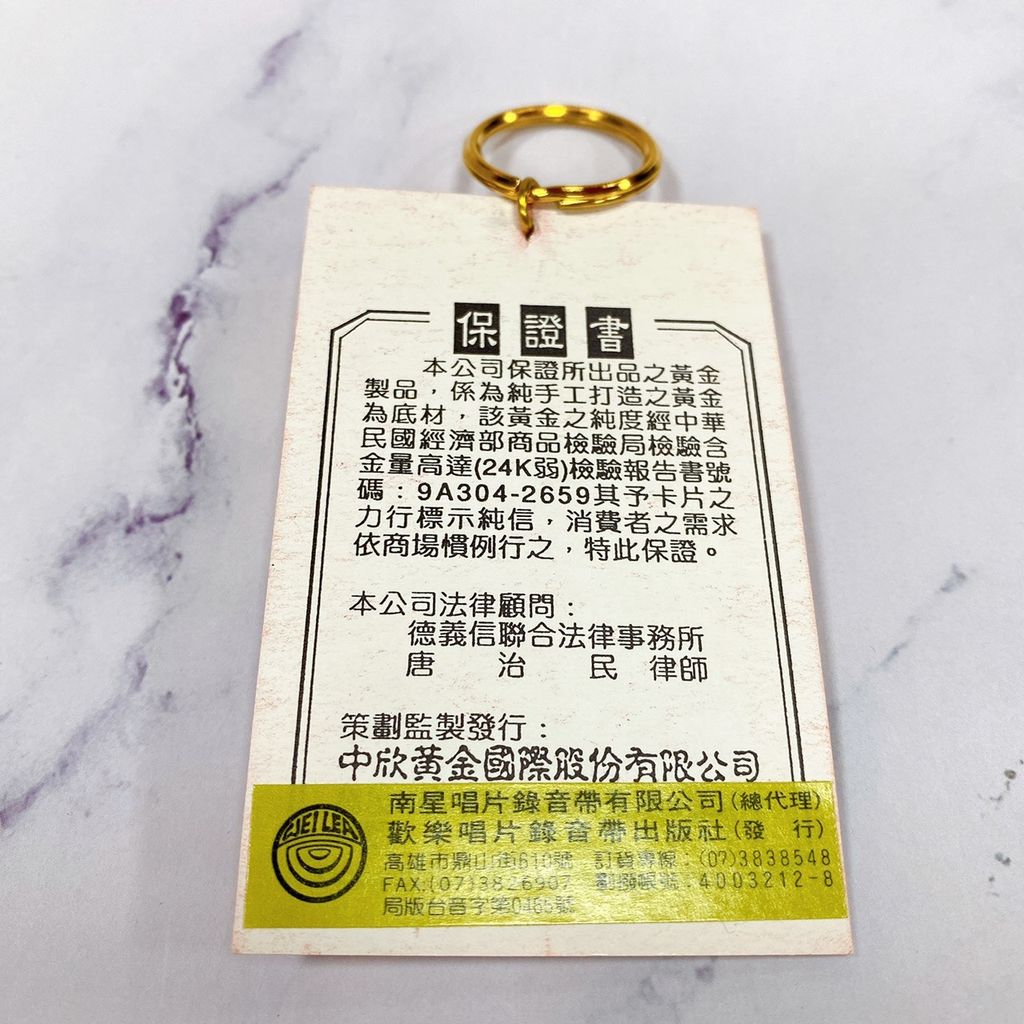 保證書
本公司保證所出品之黃金
製品，係為純手工打造之黃金
為底材，該黃金之純度經中華
民國經濟部商品檢驗局檢驗含
金量高達(24K弱)檢驗報告書號
碼：9A304-2659其予卡片之
力行標示純信，消費者之需求
依商場慣例行之，特此保證。
本公司法律顧問：
德義信聯合法律事務所
唐 治 民 律師
策劃監製發行：
中欣黃金國際股份有限公司
南星唱片錄音帶有限公司(總代理)
歡樂唱片錄音帶出版社(發 行)
高雄市鼎山街610號 訂貨專線：(07)3838548
FAX:(07)3826907 劃撥帳號：4003212-8
局版台音字第號